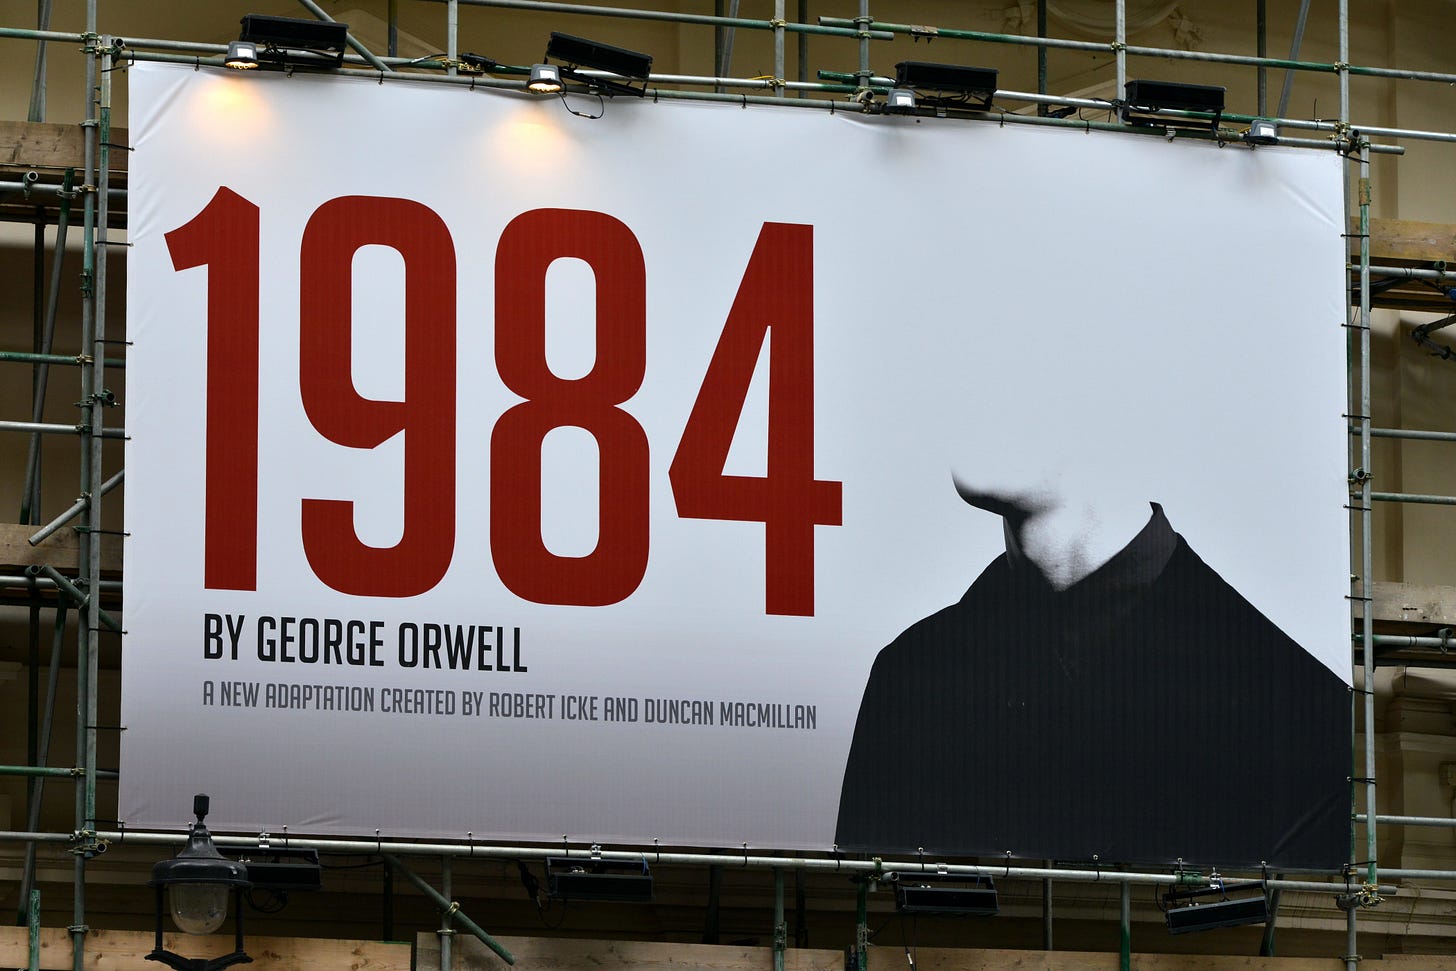 1984
BY GEORGE ORWELL
A NEW ADAPTATION CREATED BY ROBERT ICKE AND DUNCAN MACMILLAN